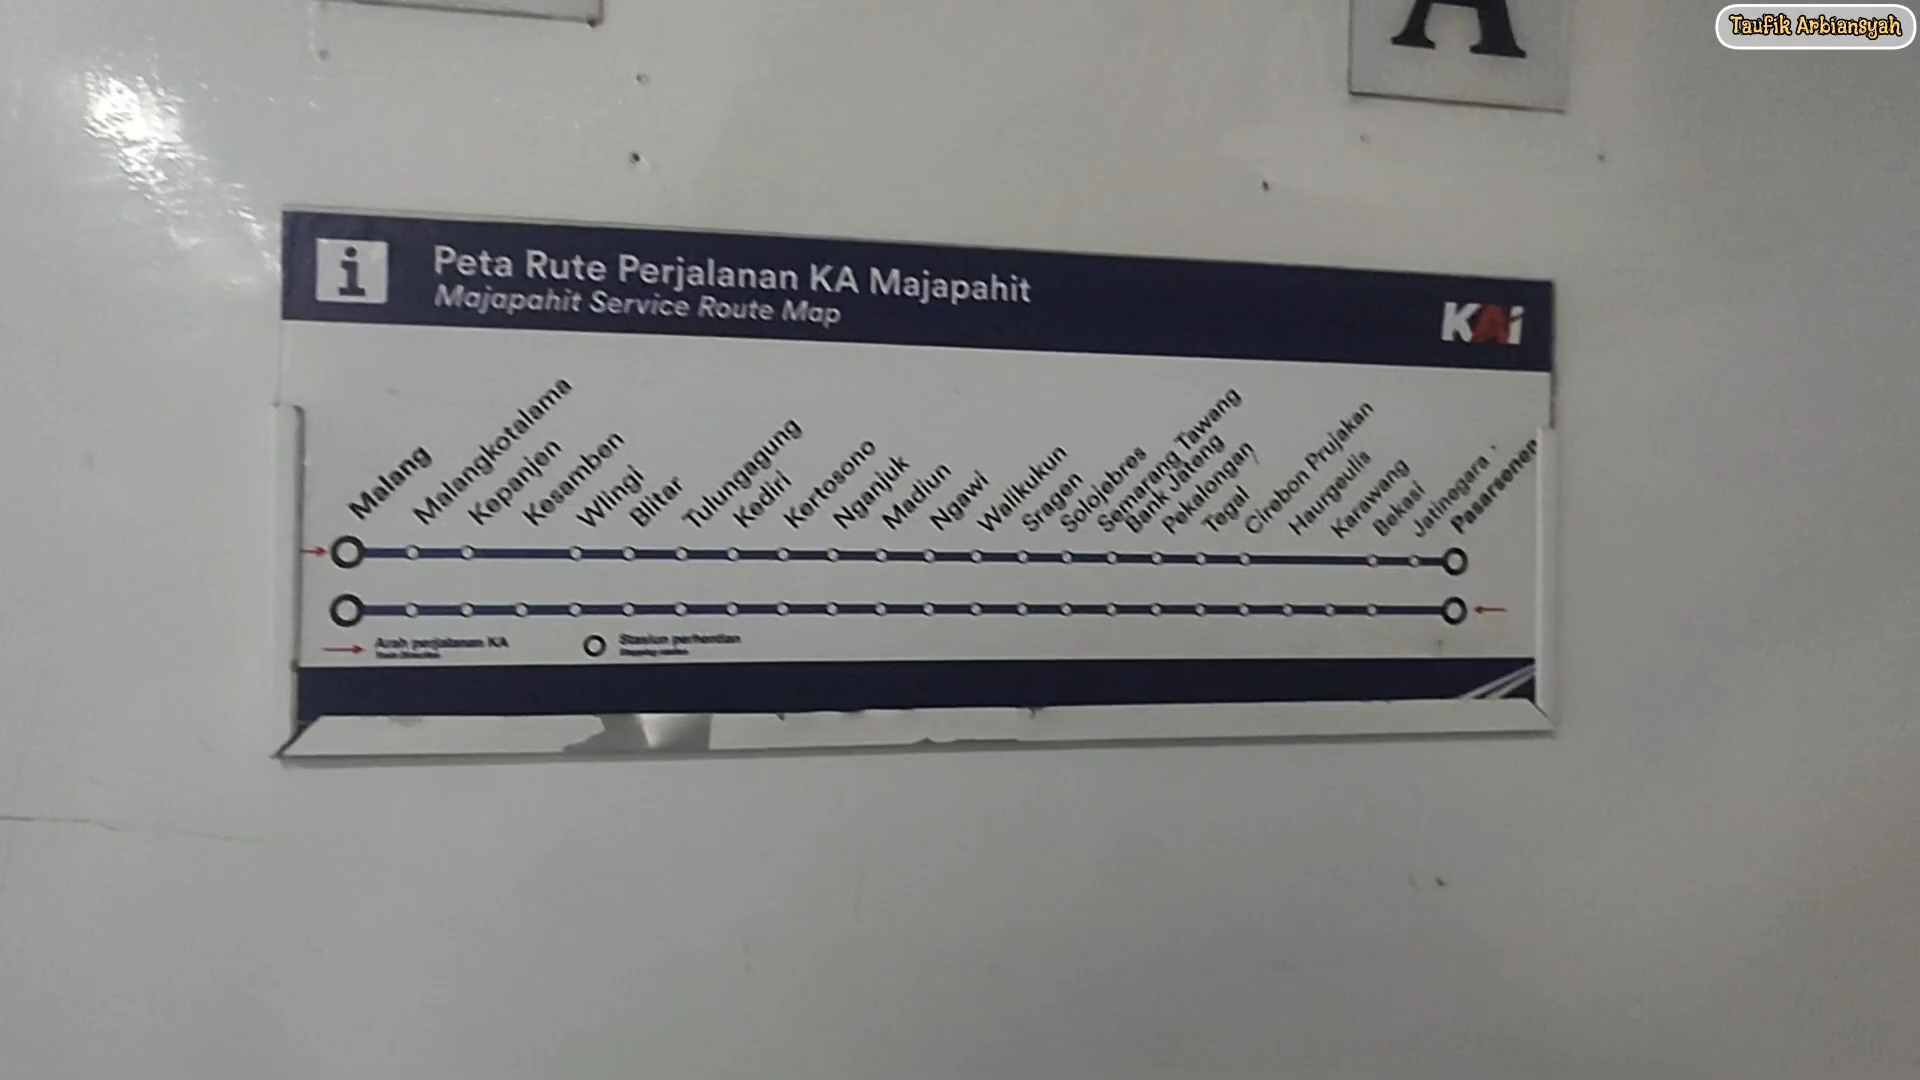 Taufik Arbiansyah
A
i
Peta Rute Perjalanan KA Majapahit
Majapahit Service Route Map
KAI
Malang
Malangkotalama
Kepanjen
Kesamben
Wlingi
Blitar
Tulungagung
Kediri
Kertosono
Nganjuk
Madiun
Ngawi
Walikukun
Sragen
Solojebres
Semarang Tawang
Bank Jateng
Pekalongan
Tegal
Cirebon Prujakan
Haurgeulis
Karawang
Bekasi
Jatinegara
Pasarsenen
Arah perjalanan KA
Train Direction
Stasiun perhentian